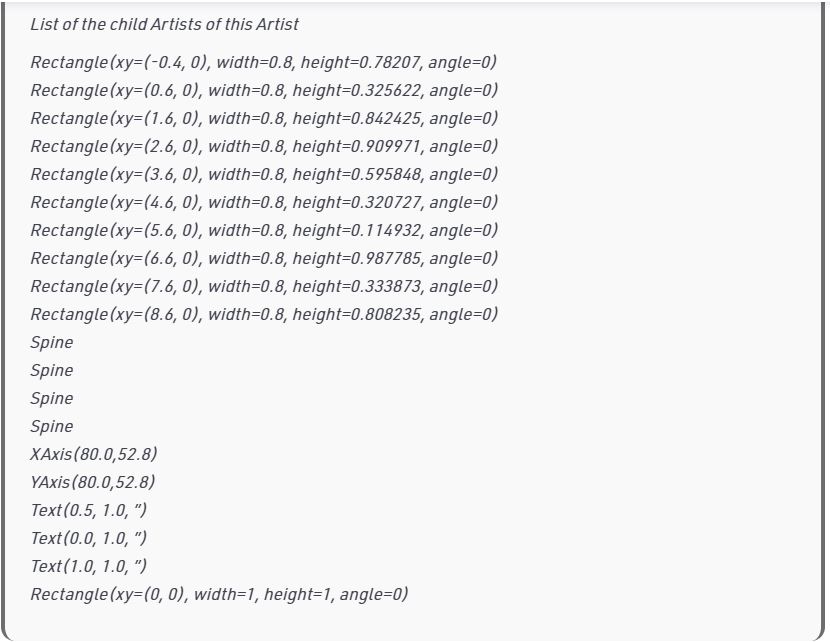 List of the child Artists of this Artist
Rectangle(xy=(-0.4, 0), width=0.8, height=0.78207, angle=0)
Rectangle(xy=(0.6, 0), width=0.8, height=0.325622, angle=0)
Rectangle(xy=(1.6, 0), width=0.8, height=0.842425, angle=0)
Rectangle(xy=(2.6, 0), width=0.8, height=0.909971, angle=0)
Rectangle(xy=(3.6, 0), width=0.8, height=0.595848, angle=0)
Rectangle(xy=(4.6, 0), width=0.8, height=0.320727, angle=0)
Rectangle(xy=(5.6, 0), width=0.8, height=0.114932, angle=0)
Rectangle(xy=(6.6, 0), width=0.8, height=0.987785, angle=0)
Rectangle(xy=(7.6, 0), width=0.8, height=0.333873, angle=0)
Rectangle(xy=(8.6, 0), width=0.8, height=0.808235, angle=0)
Spine
Spine
Spine
Spine
XAxis(80.0,52.8)
YAxis(80.0,52.8)
Text(0.5, 1.0, ”)
Text(0.0, 1.0, ”)
Text(1.0, 1.0, ”)
Rectangle(xy=(0, 0), width=1, height=1, angle=0)